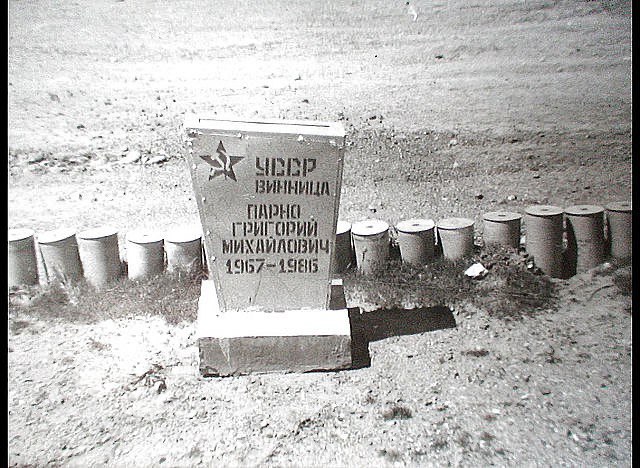 УССР
ВИННИЦА
ПАРНО
ГРИГОРИЙ
МИХАЙЛОВИЧ
1967-1986